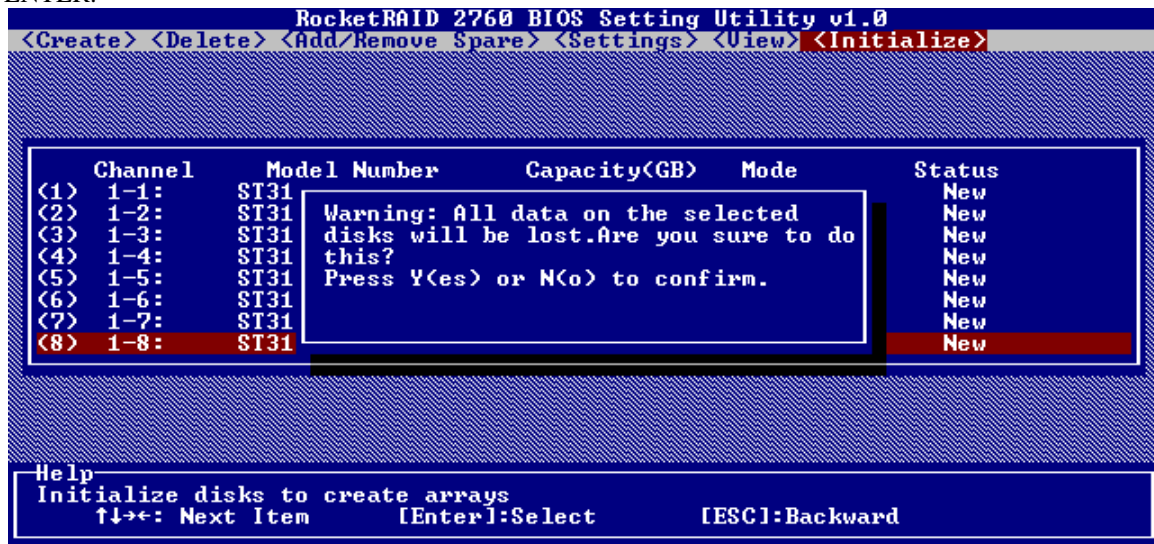 ENTER.
RocketRAID 2760 BIOS Setting Utility v1.0
<Create> <Delete> <Add/Remove Spare> <Settings> <View> <Initialize>
Channel Model Number Capacity(GB) Mode Status
(1) 1-1: ST31 New
(2) 1-2: ST31 New
(3) 1-3: ST31 New
(4) 1-4: ST31 New
(5) 1-5: ST31 New
(6) 1-6: ST31 New
(7) 1-7: ST31 New
(8) 1-8: ST31 New
Warning: All data on the selected
disks will be lost.Are you sure to do
this?
Press Y(es) or N(o) to confirm.
Help
Initialize disks to create arrays
↑↓→←: Next Item [Enter]:Select [ESC]:Backward